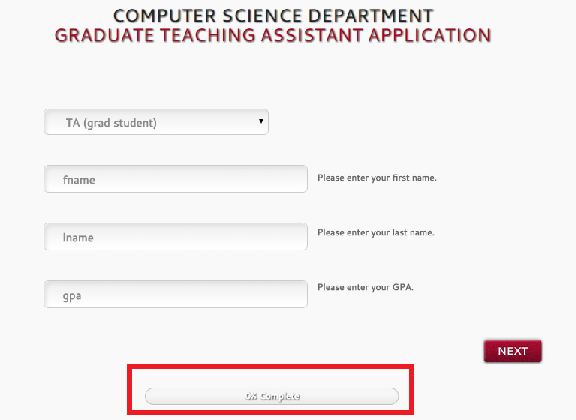 COMPUTER SCIENCE DEPARTMENT
GRADUATE TEACHING ASSISTANT APPLICATION
TA (grad student)
fname
Please enter your first name.
lname
Please enter your last name.
gpa
Please enter your GPA.
NEXT
0% Complete